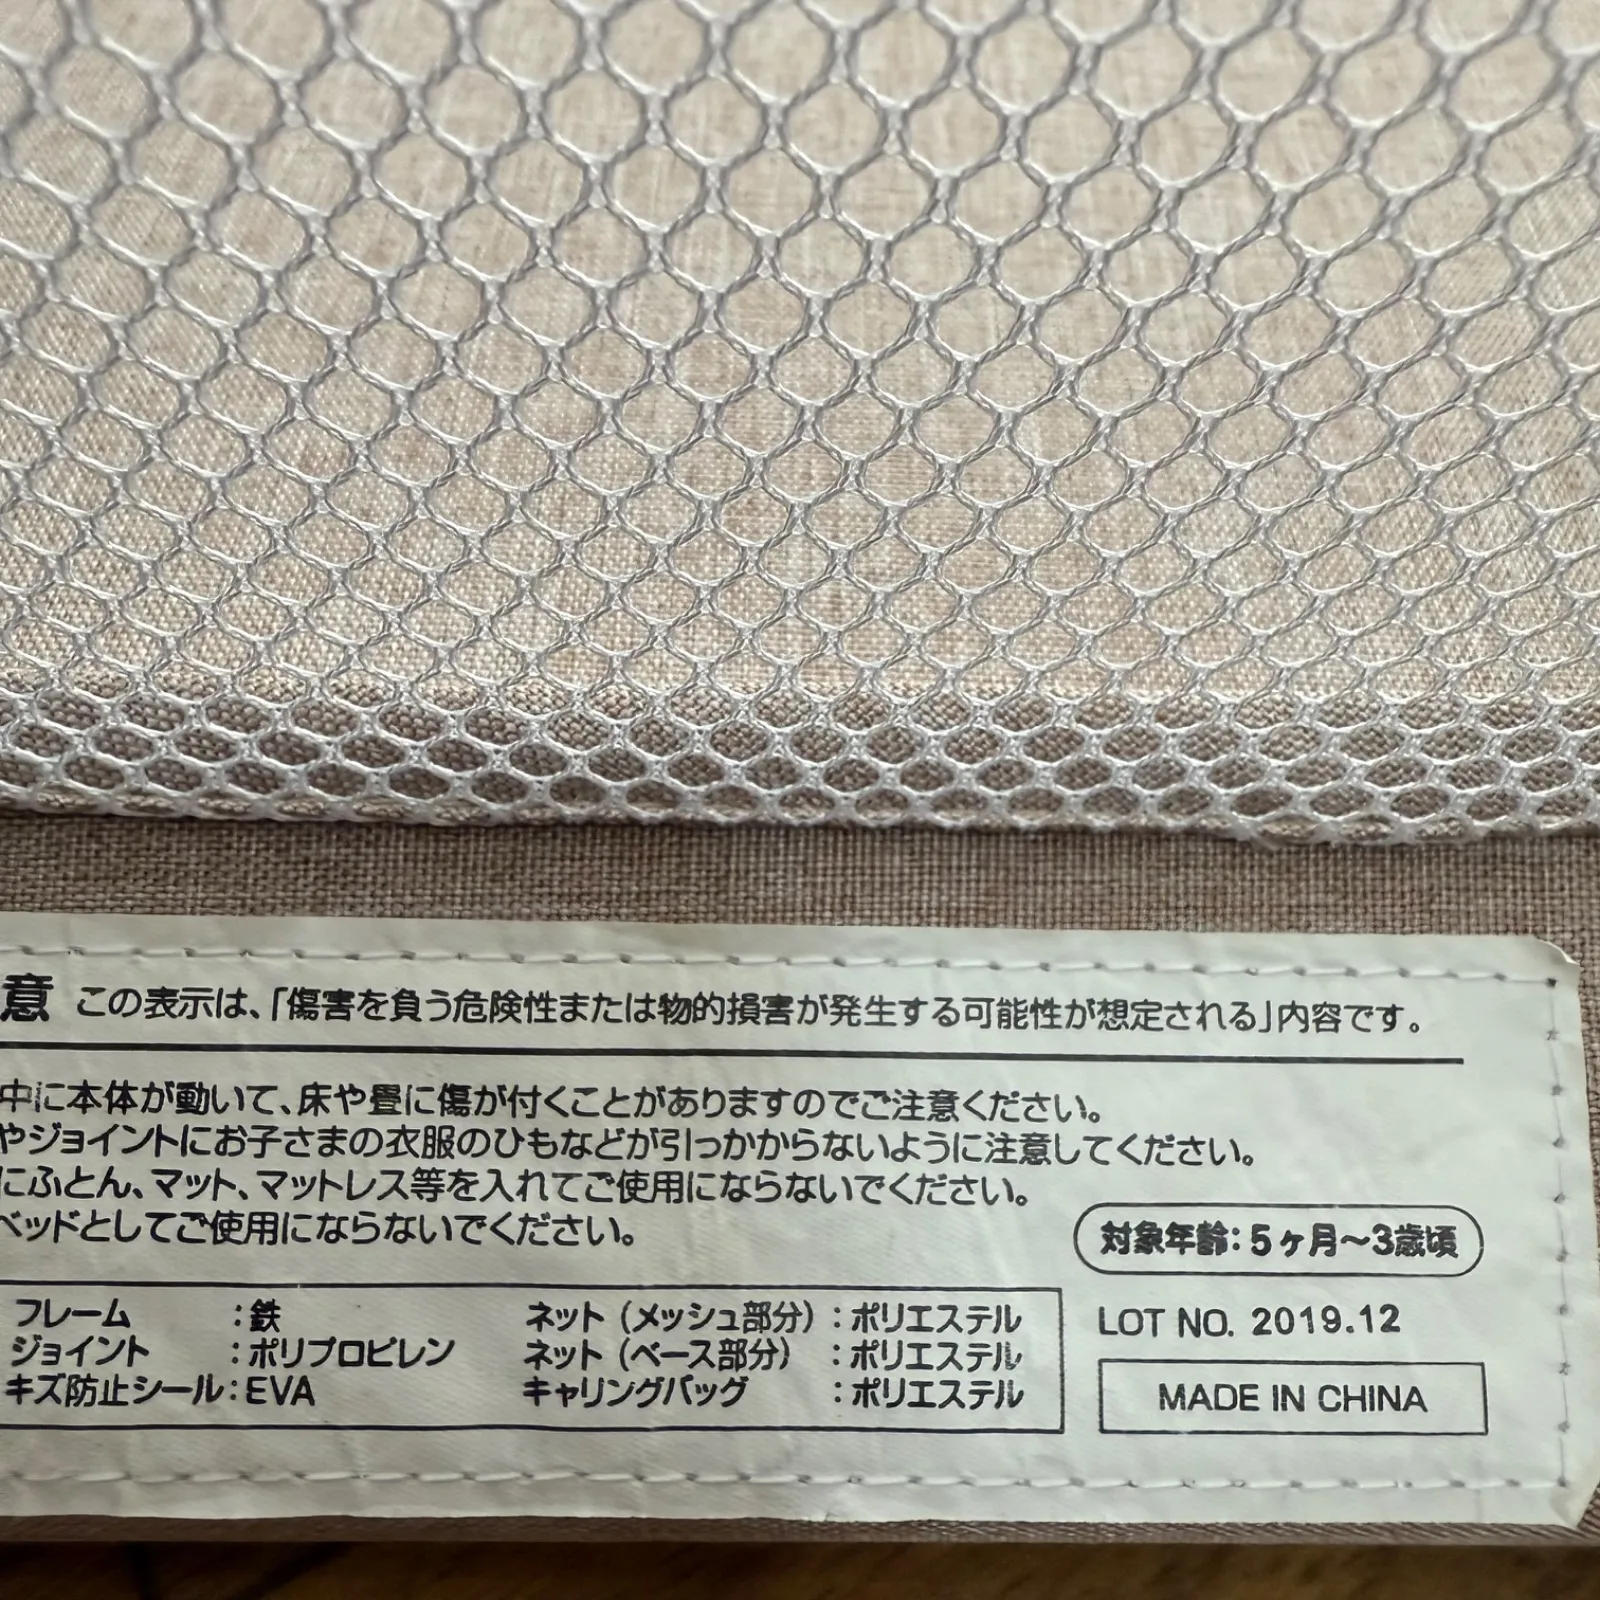 意 この表示は、「傷害を負う危険性または物的損害が発生する可能性が想定される」内容です。
中に本体が動いて、床や畳に傷が付くことがありますのでご注意ください。
やジョイントにお子さまの衣服のひもなどが引っかからないように注意してください。
にふとん、マット、マットレス等を入れてご使用にならないでください。
ベッドとしてご使用にならないでください。
対象年齢：5ヶ月〜3歳頃
フレーム ：鉄 ネット（メッシュ部分）：ポリエステル
ジョイント ：ポリプロピレン ネット（ベース部分）：ポリエステル
キズ防止シール：EVA キャリングバッグ ：ポリエステル
LOT NO. 2019.12
MADE IN CHINA